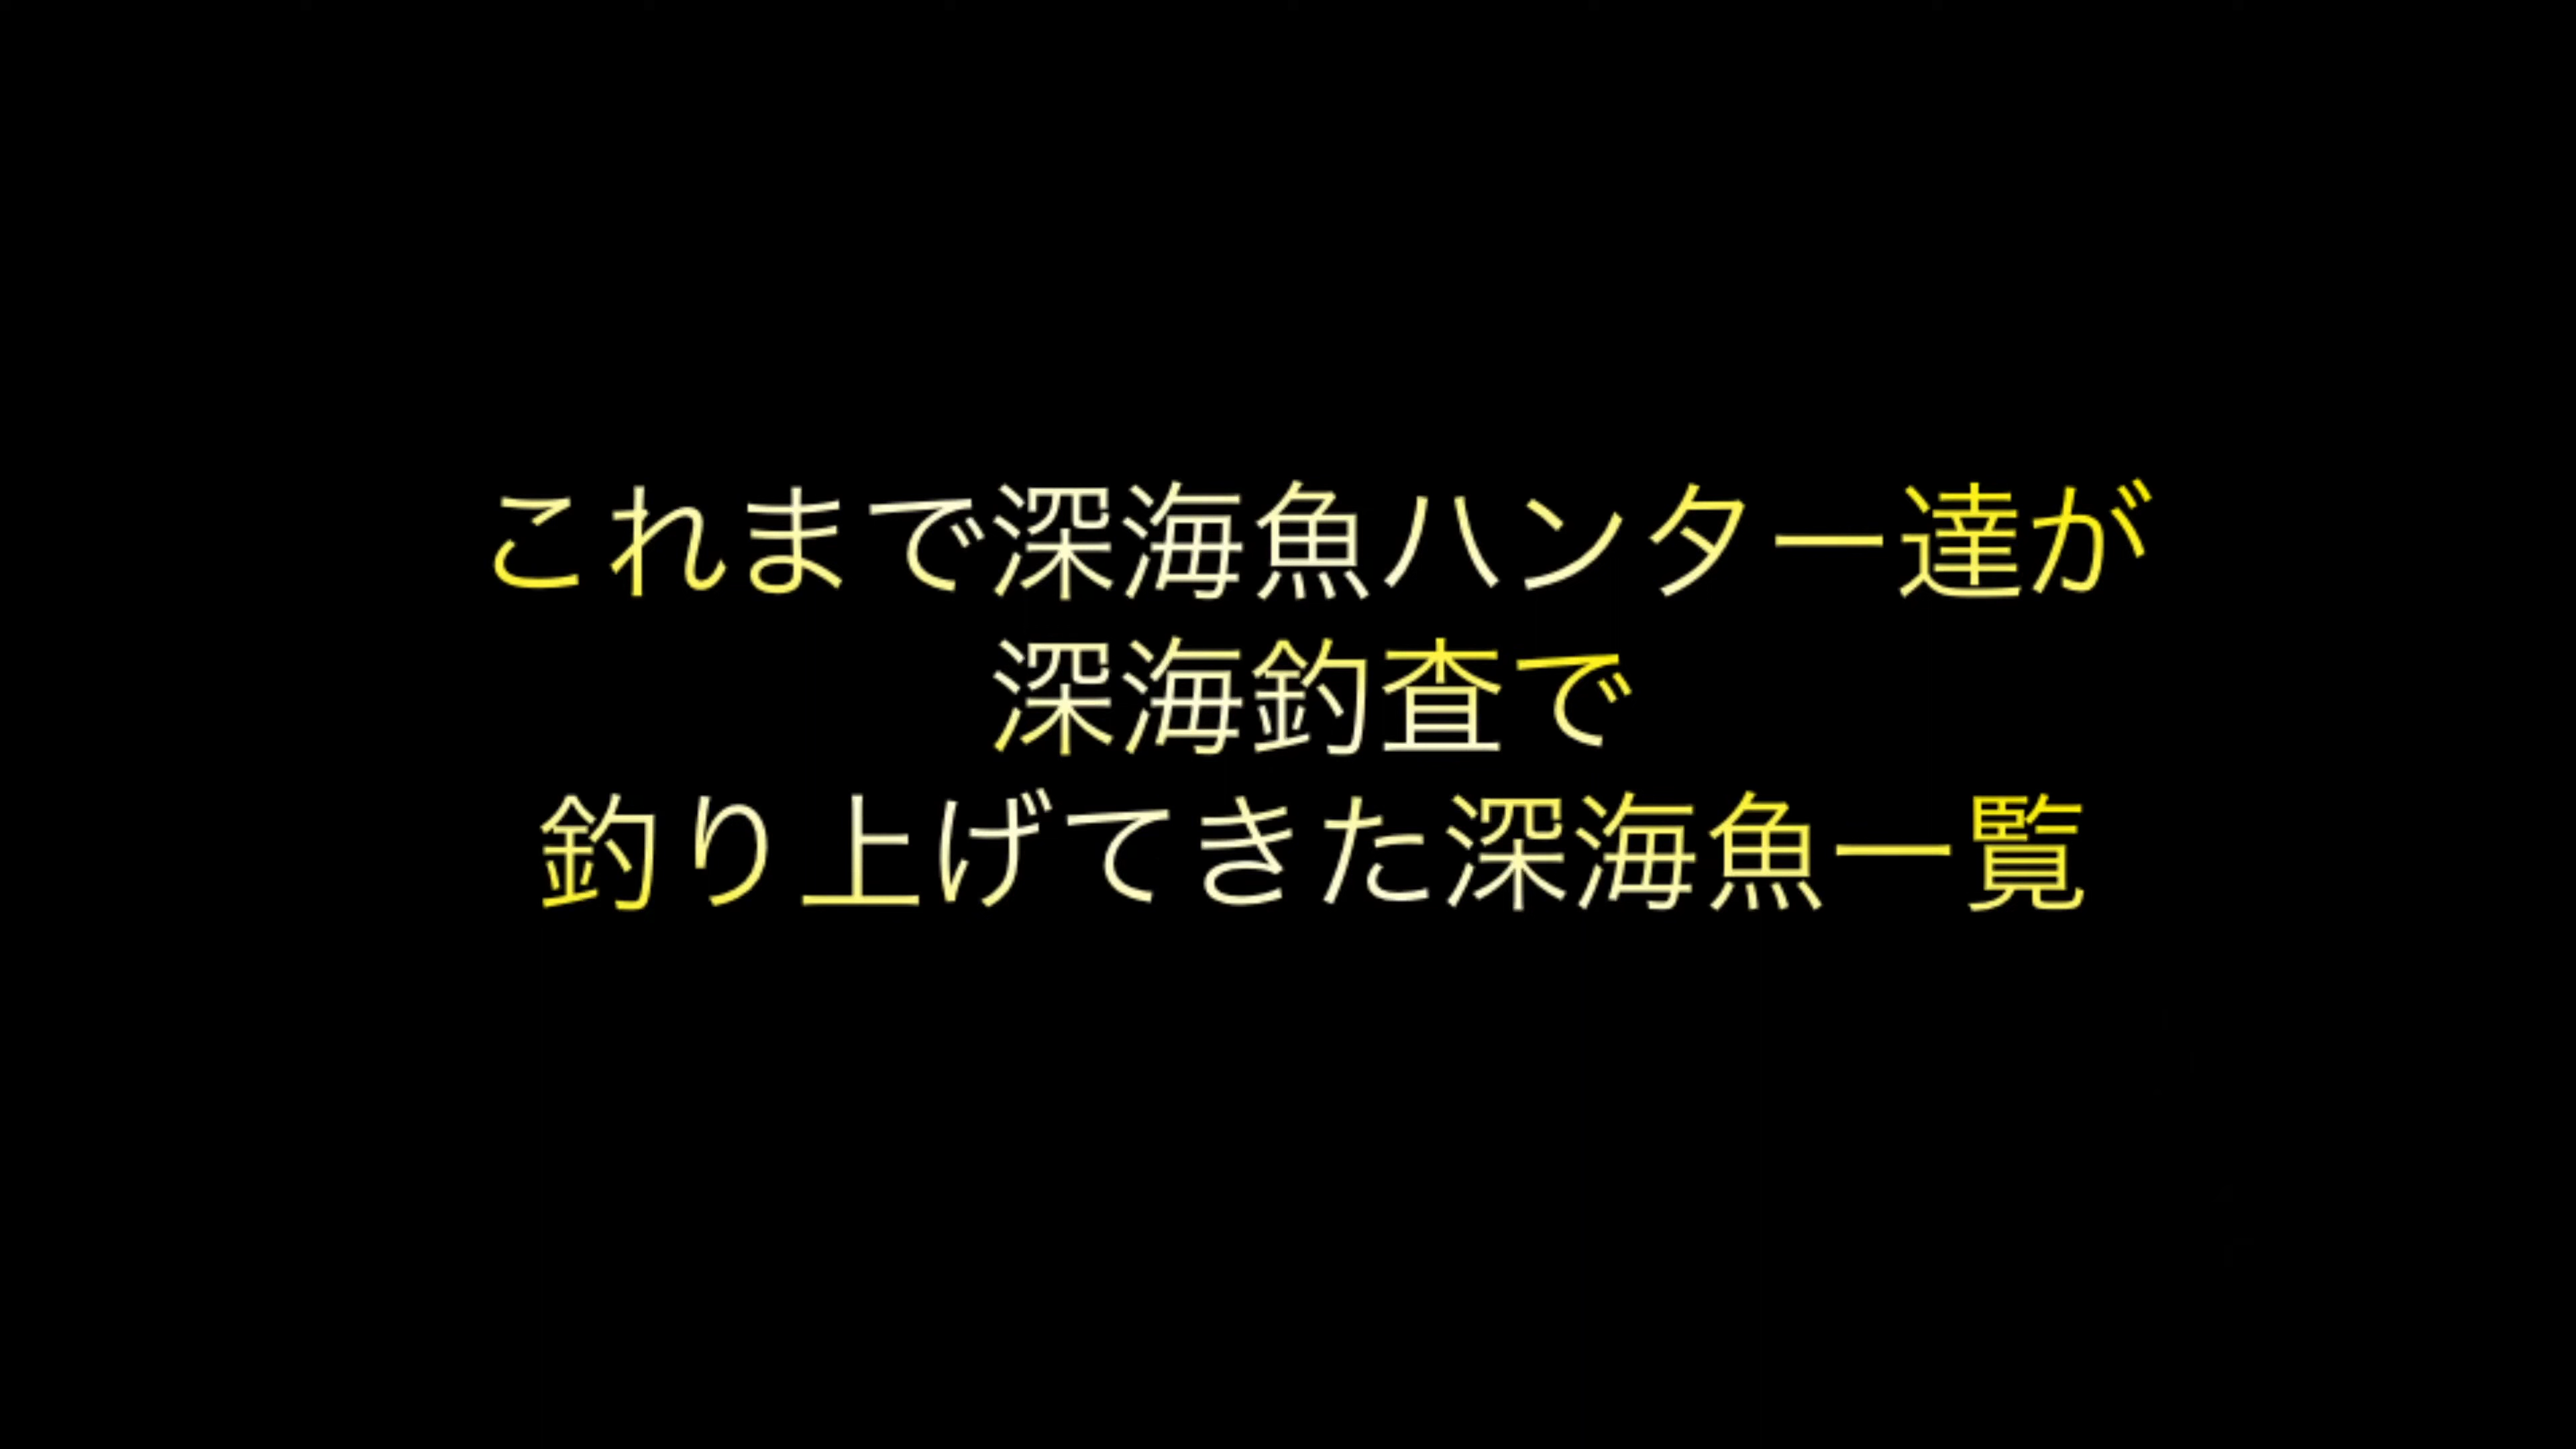 これまで深海魚ハンター達が
深海釣査で
釣り上げてきた深海魚一覧